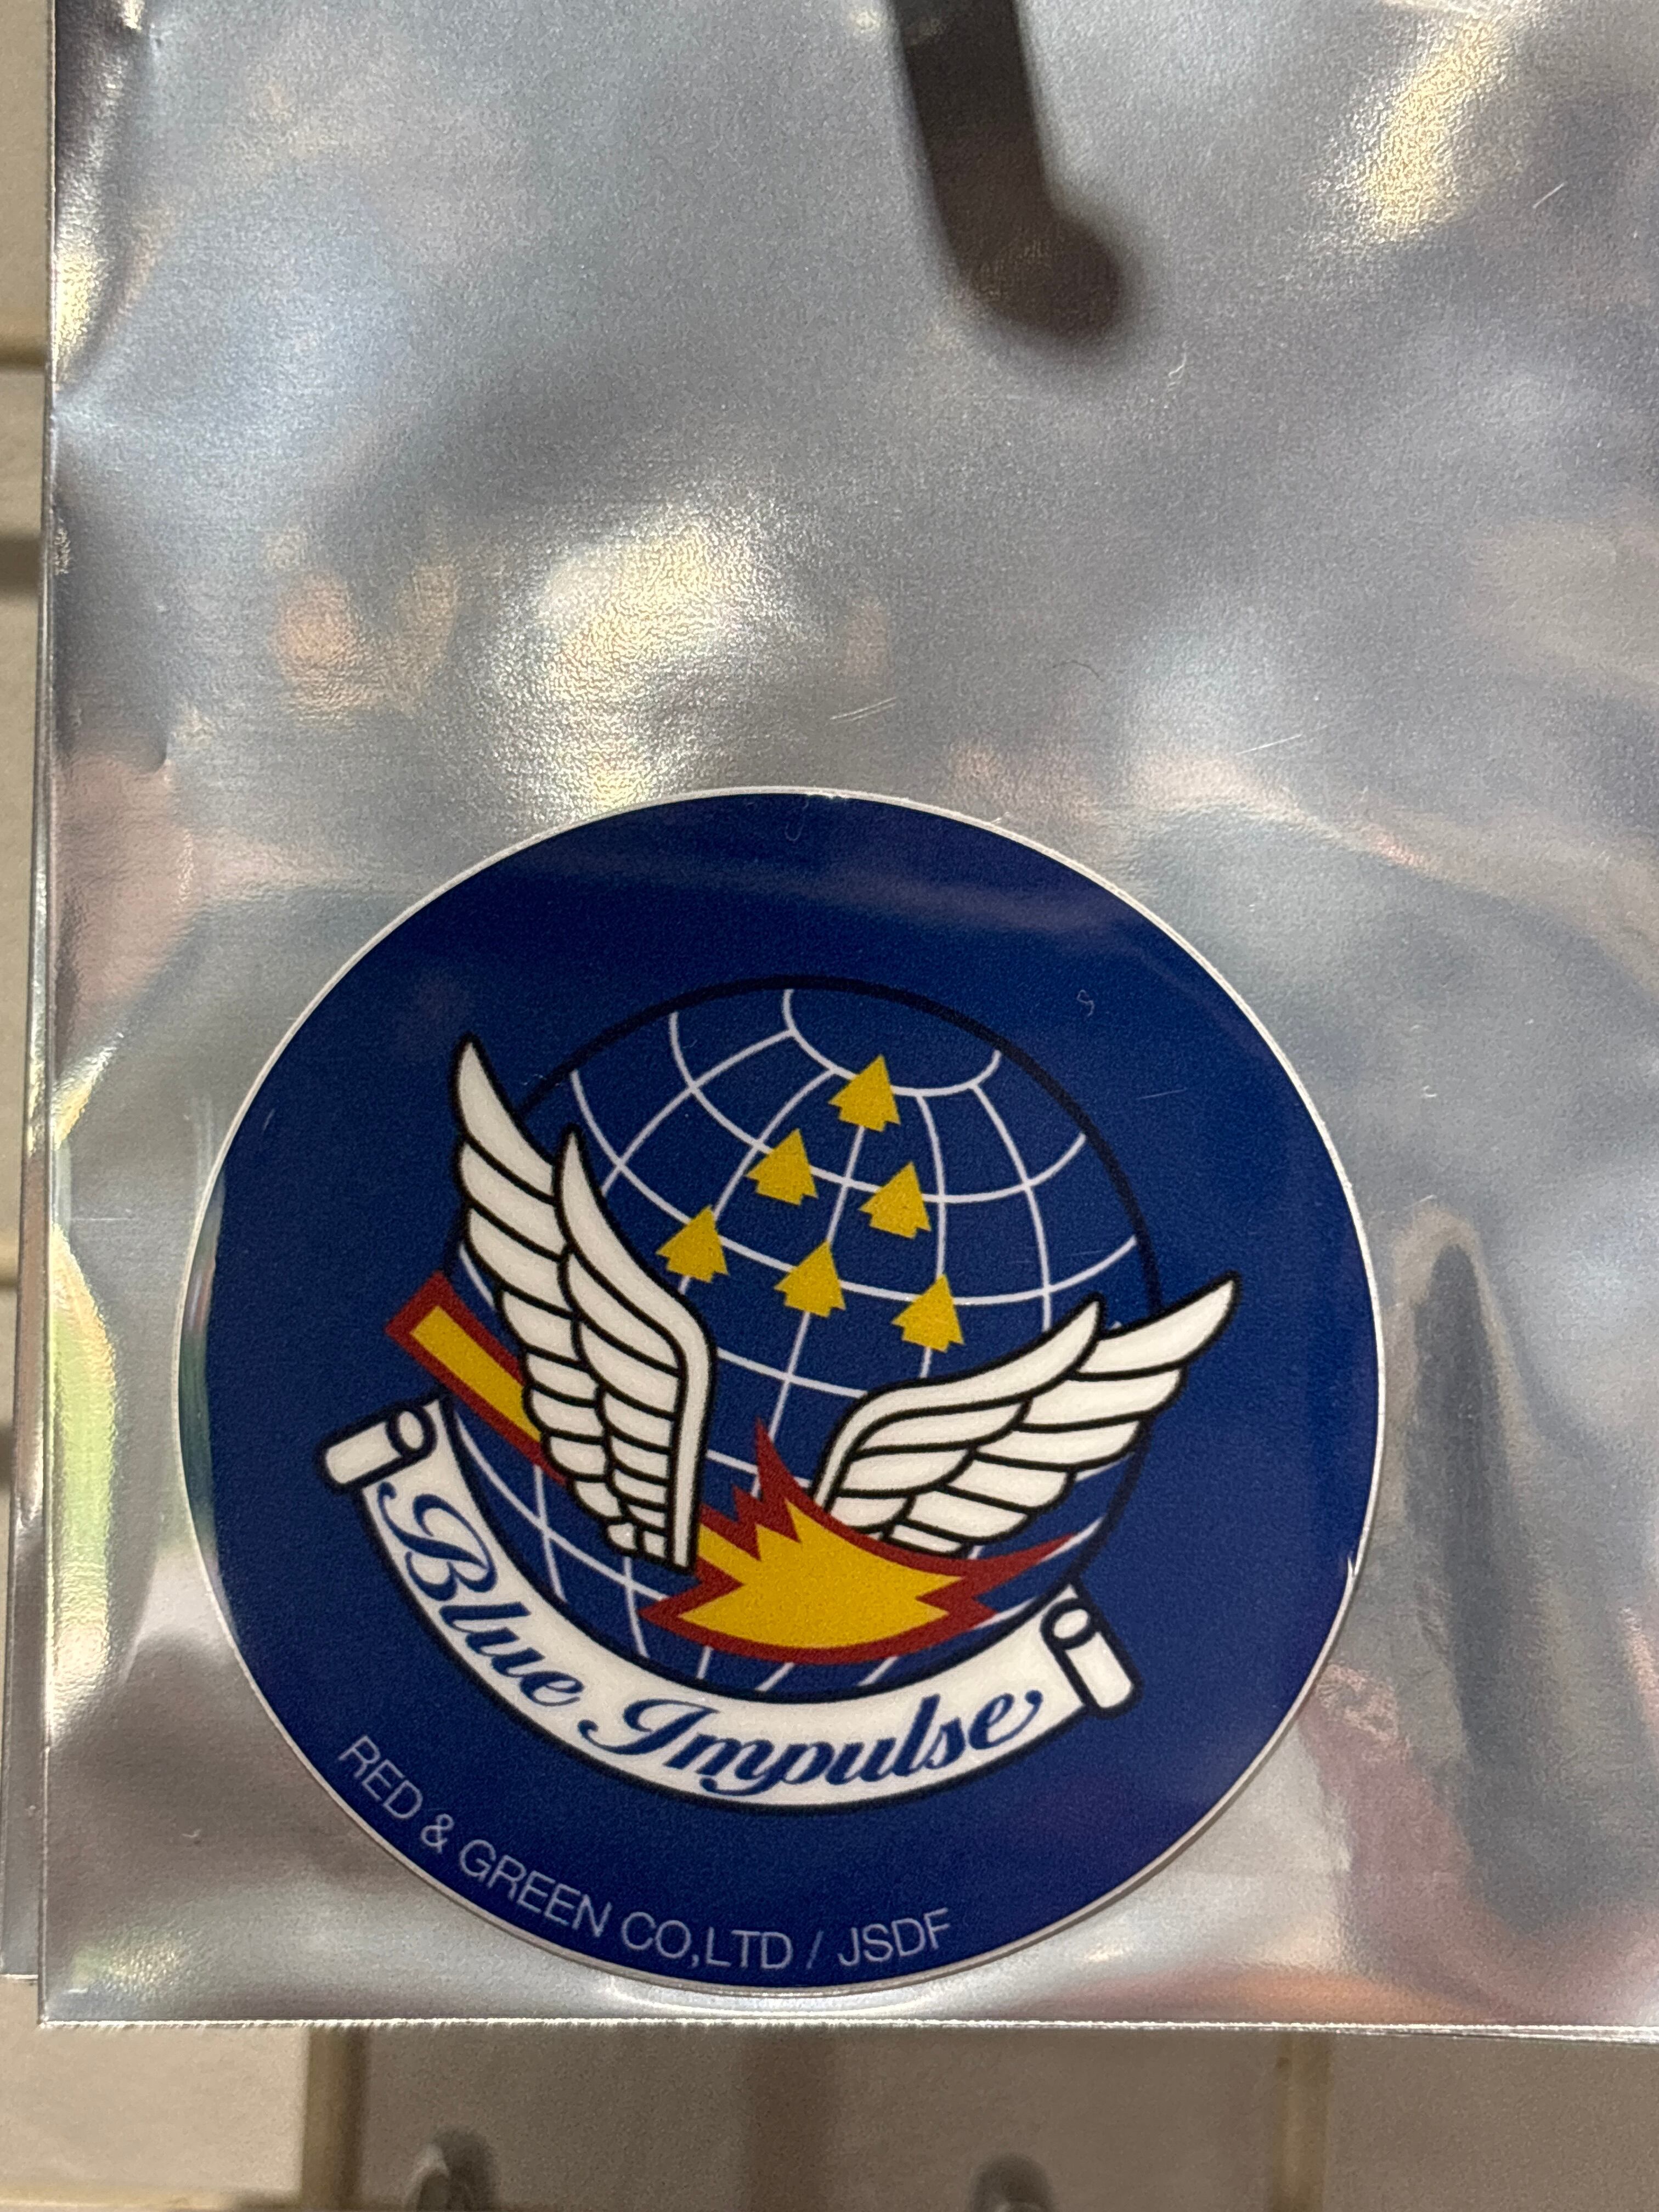 Blue Impulse
RED & GREEN CO,LTD / JSDF